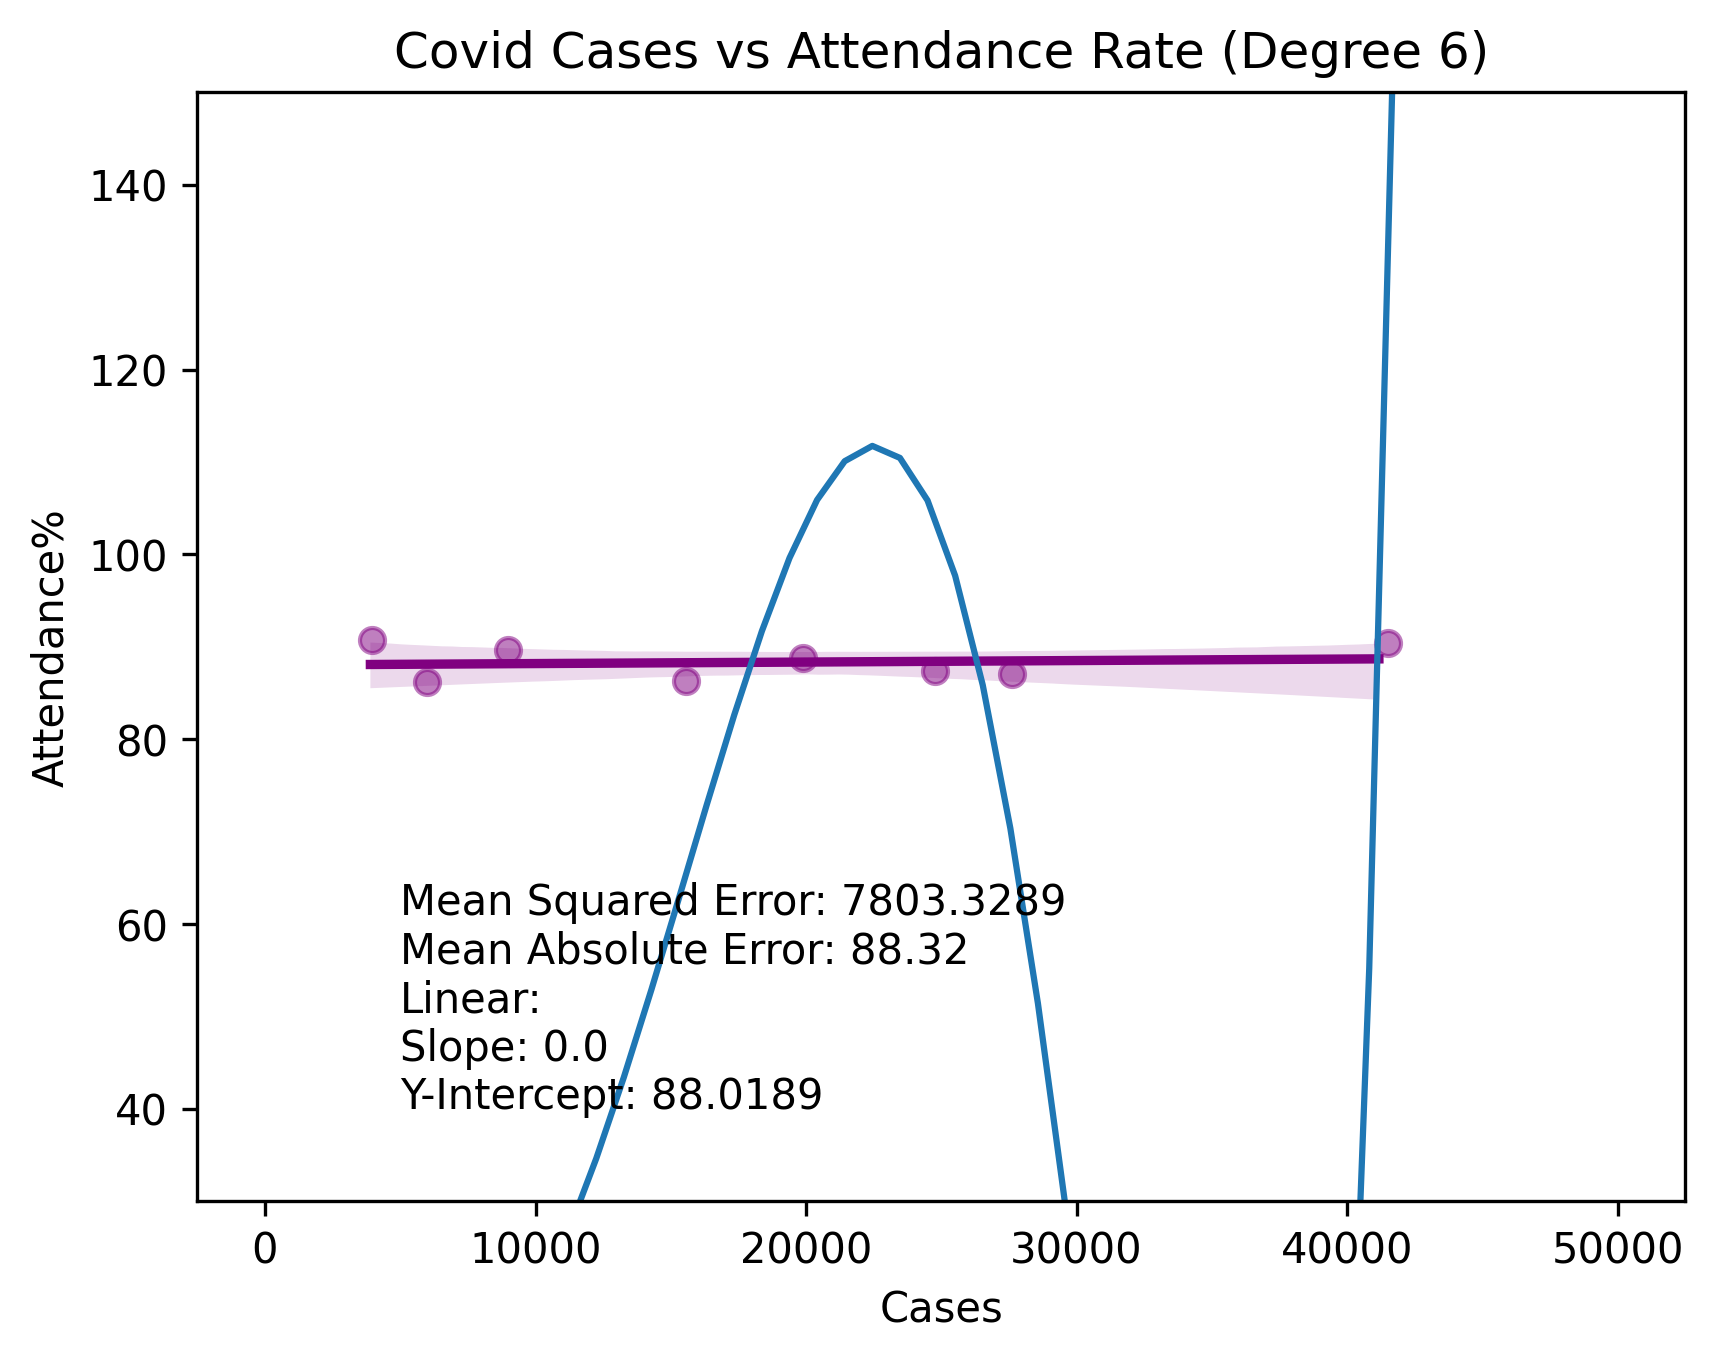 Covid Cases vs Attendance Rate (Degree 6)
140
120
100
80
60
40
Attendance%
Mean Squared Error: 7803.3289
Mean Absolute Error: 88.32
Linear:
Slope: 0.0
Y-Intercept: 88.0189
0 10000 20000 30000 40000 50000
Cases